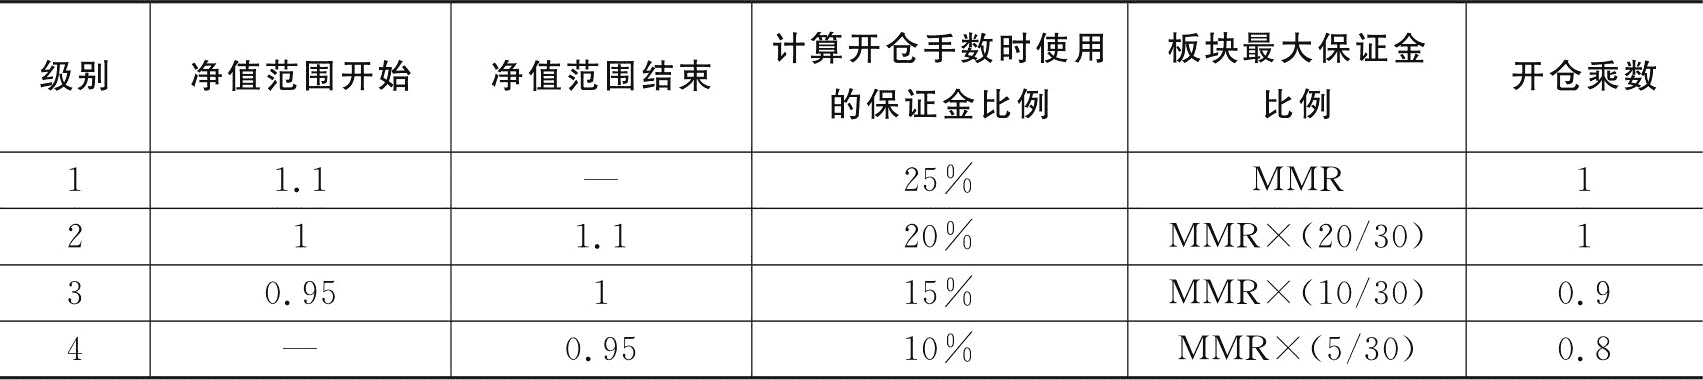 级别 净值范围开始 净值范围结束 计算开仓手数时使用的保证金比例 板块最大保证金比例 开仓乘数
1 1.1 — 25% MMR 1
2 1 1.1 20% MMR×(20/30) 1
3 0.95 1 15% MMR×(10/30) 0.9
4 — 0.95 10% MMR×(5/30) 0.8